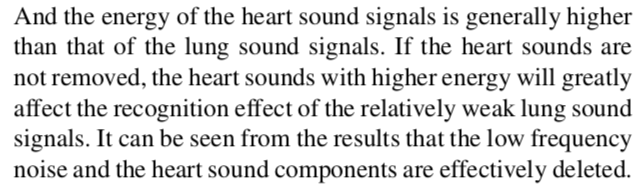 And the energy of the heart sound signals is generally higher
than that of the lung sound signals. If the heart sounds are
not removed, the heart sounds with higher energy will greatly
affect the recognition effect of the relatively weak lung sound
signals. It can be seen from the results that the low frequency
noise and the heart sound components are effectively deleted.